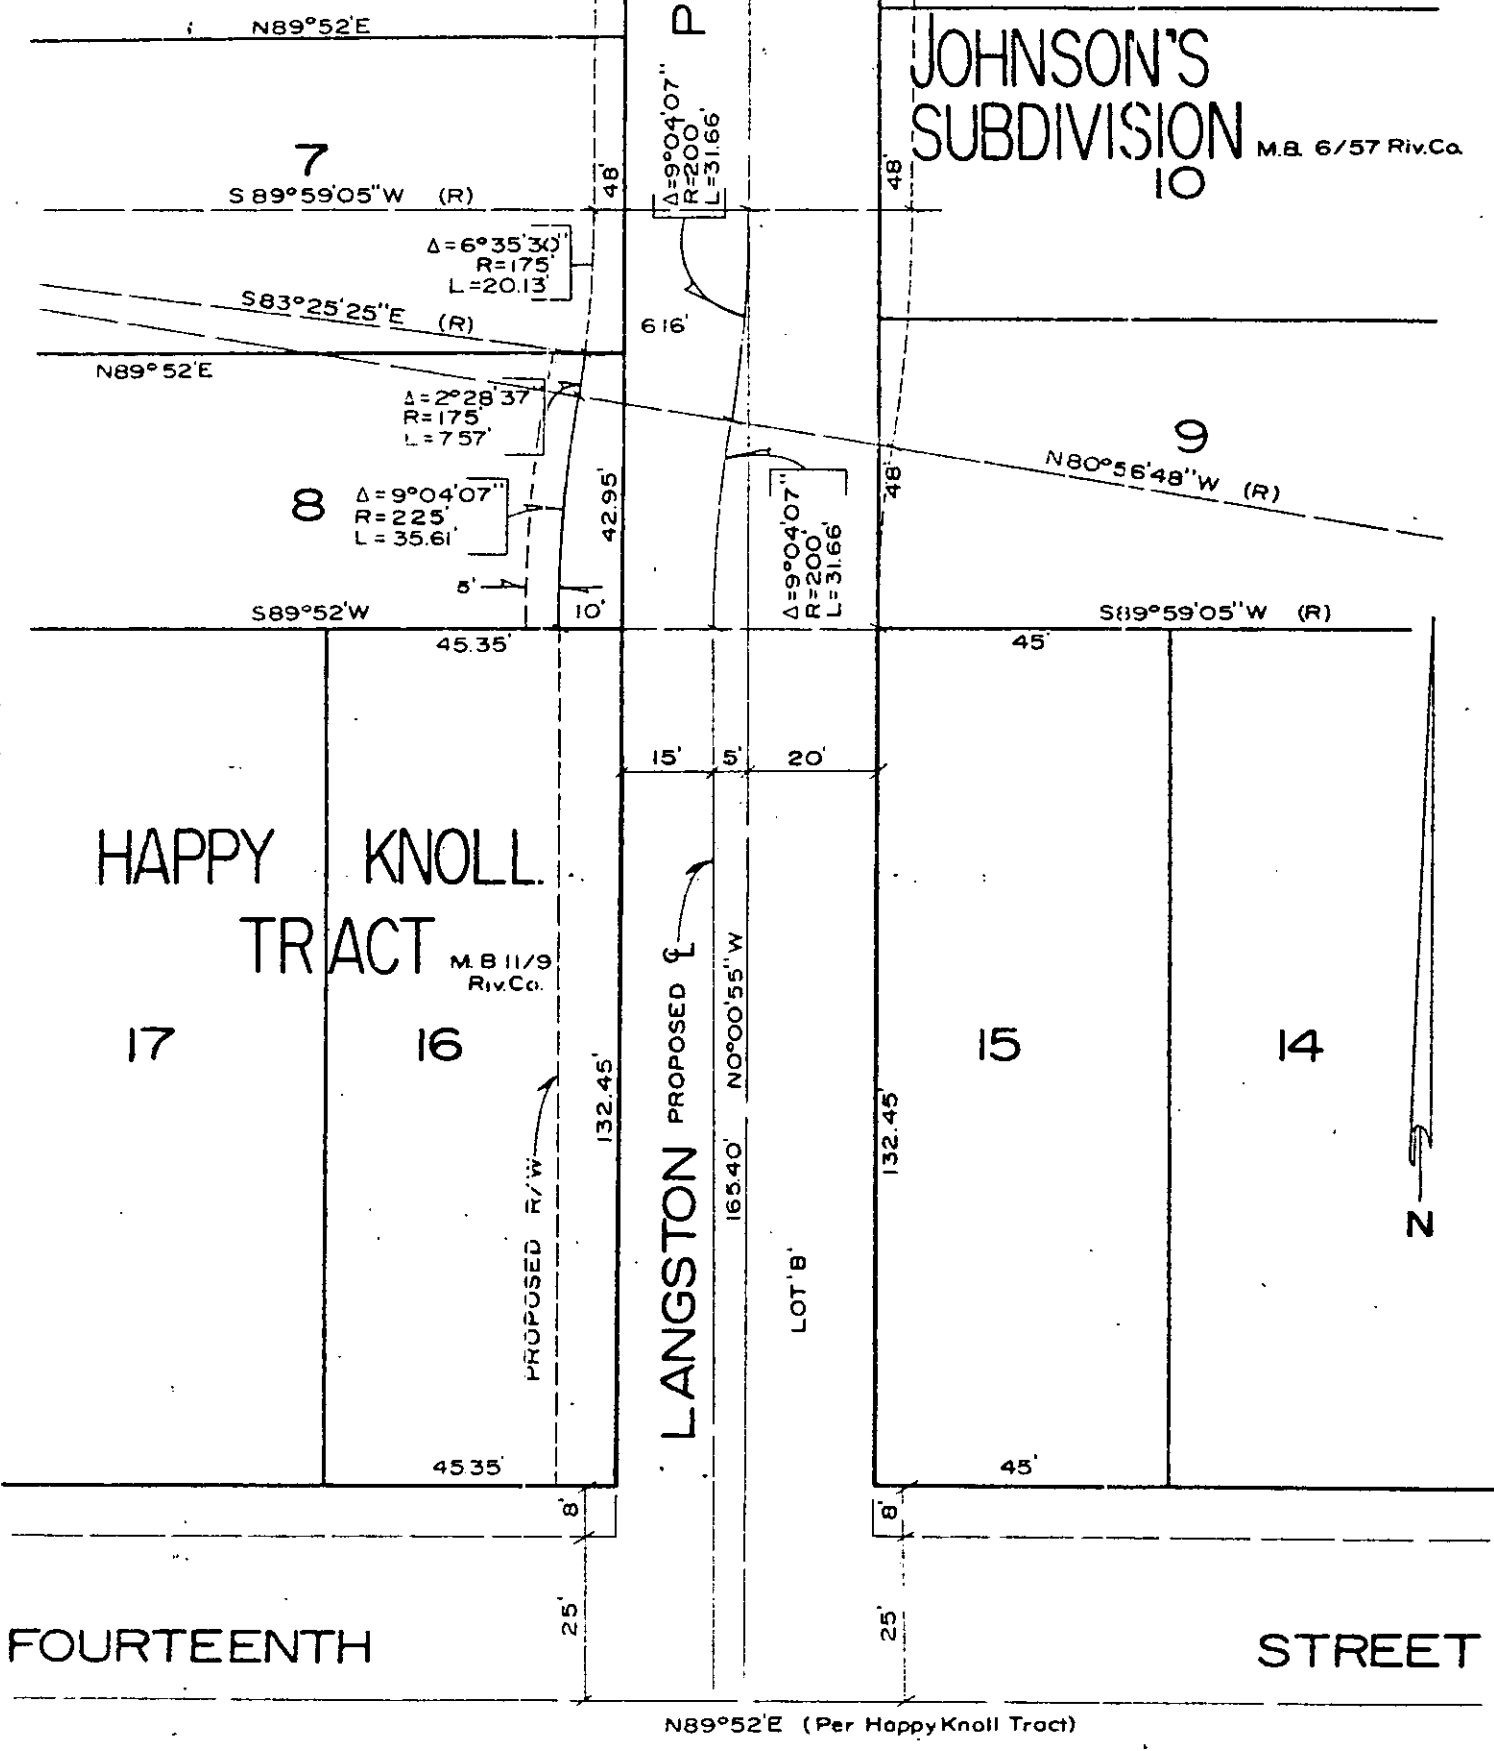 N89°52'E
P
JOHNSON'S
SUBDIVISION M.B. 6/57 Riv.Co.
10
7
S 89°59'05"W (R)
48'
Δ=9°04'07"
R=200'
L=31.66'
48'
Δ=6°35'30"
R=175'
L=20.13'
S83°25'25"E (R)
616'
N89°52'E
Δ=2°28'37
R=175'
L=757'
9
N80°56'48"W (R)
8
Δ=9°04'07"
R=225'
L=35.61'
42.95'
48'
Δ=9°04'07"
R=200'
L=31.66'
5'
10'
S89°52'W
S89°59'05"W (R)
45.35'
45'
15' 5' 20'
HAPPY KNOLL
TRACT M.B 11/9
Riv.Co.
17
16
15
14
132.45'
LANGSTON PROPOSED ℄
165.40' N0°00'55"W
132.45'
PROPOSED R/W
LOT 'B'
N
45.35'
45'
8'
8'
25'
25'
FOURTEENTH STREET
N89°52'E (Per Happy Knoll Tract)